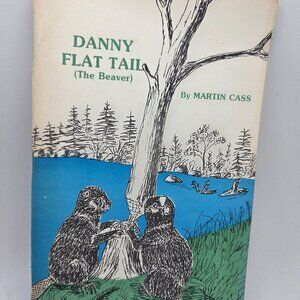 DANNY
FLAT TAIL
(The Beaver)
By MARTIN CASS